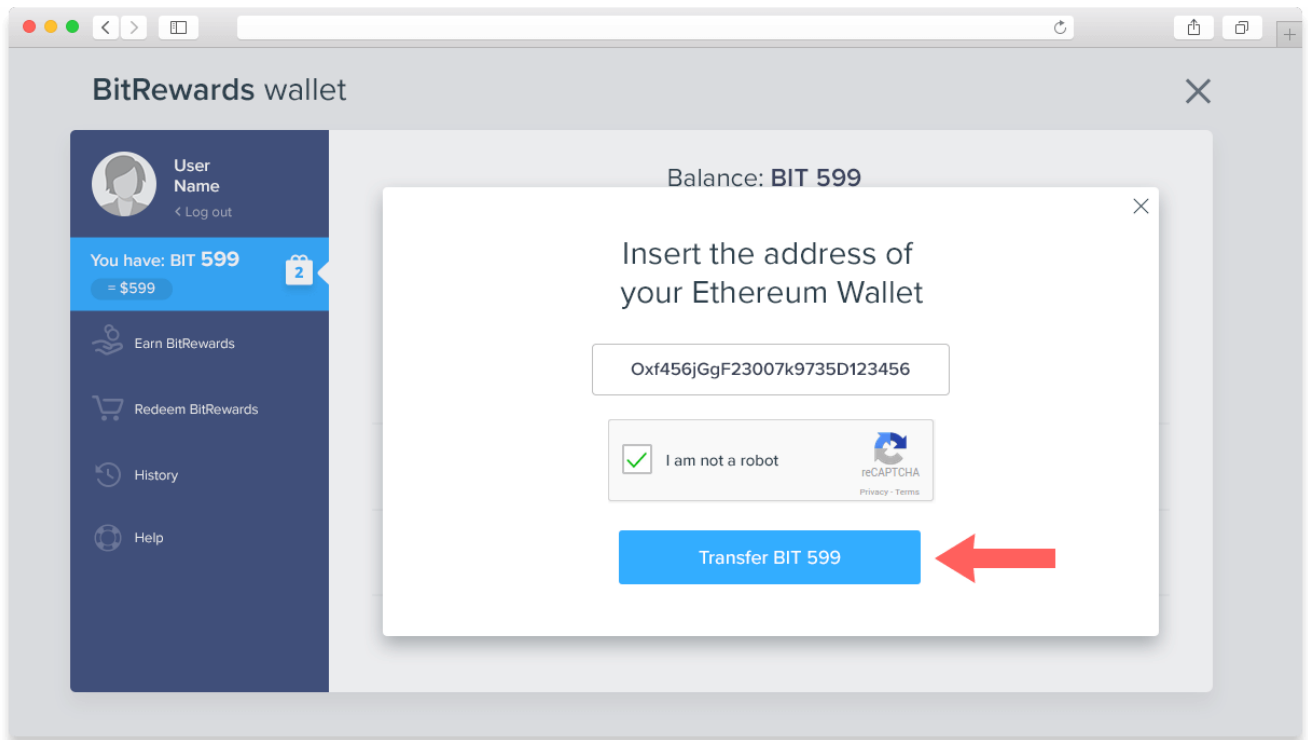 BitRewards wallet
User
Name
< Log out
You have: BIT 599
= $599
2
Earn BitRewards
Redeem BitRewards
History
Help
Balance: BIT 599
Insert the address of
your Ethereum Wallet
Oxf456jGgF23007k9735D123456
I am not a robot
reCAPTCHA
Privacy - Terms
Transfer BIT 599